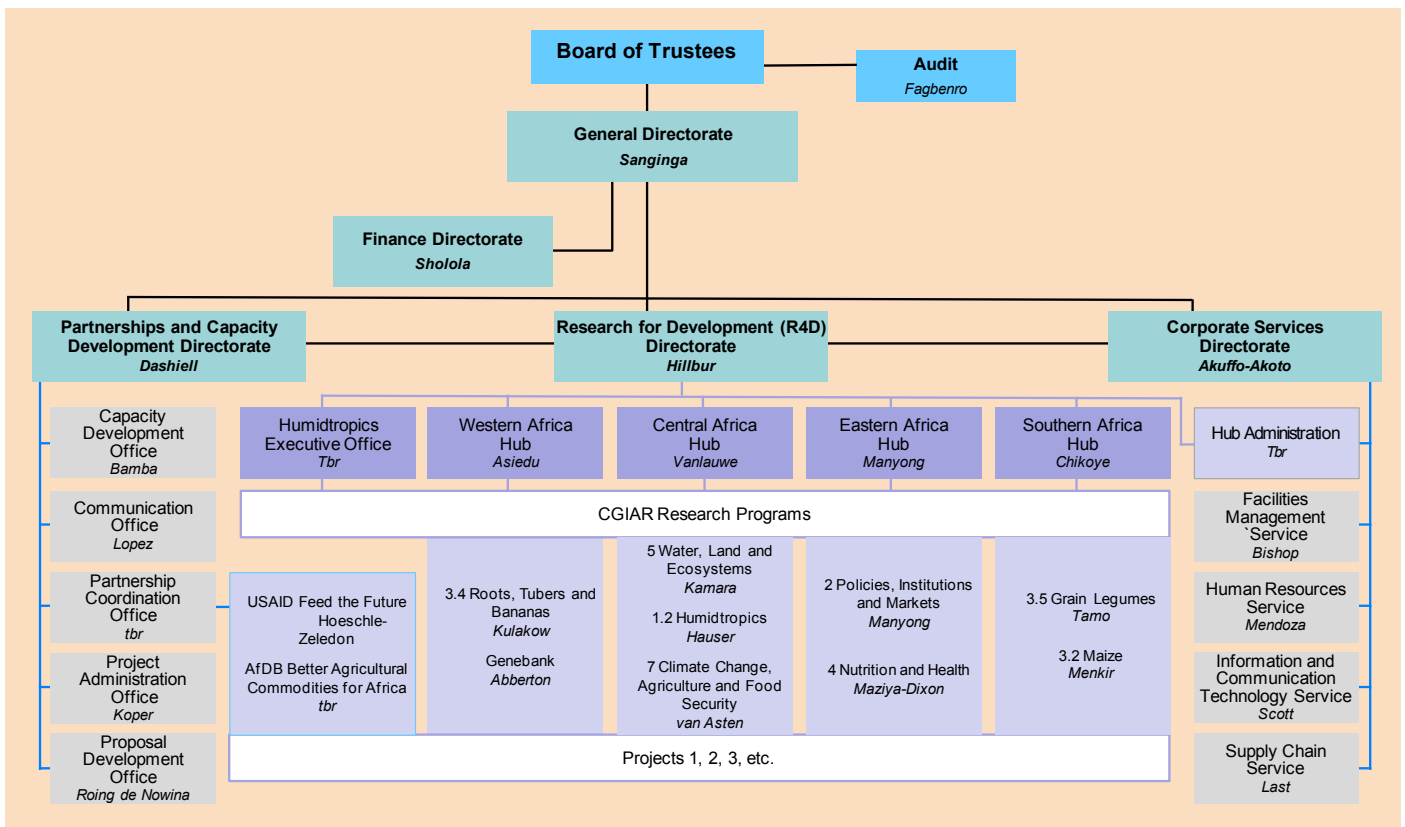 Board of Trustees
Audit
Fagbenro
General Directorate
Sanginga
Finance Directorate
Sholola
Partnerships and Capacity
Development Directorate
Dashiell
Research for Development (R4D)
Directorate
Hillbur
Corporate Services
Directorate
Akuffo-Akoto
Capacity
Development
Office
Bamba
Communication
Office
Lopez
Partnership
Coordination
Office
tbr
Project
Administration
Office
Koper
Proposal
Development
Office
Roing de Nowina
Humidtropics
Executive Office
Tbr
Western Africa
Hub
Asiedu
Central Africa
Hub
Vanlauwe
Eastern Africa
Hub
Manyong
Southern Africa
Hub
Chikoye
Hub Administration
Tbr
CGIAR Research Programs
USAID Feed the Future
Hoeschle-
Zeledon
AfDB Better Agricultural
Commodities for Africa
tbr
3.4 Roots, Tubers and
Bananas
Kulakow
Genebank
Abberton
5 Water, Land and
Ecosystems
Kamara
1.2 Humidtropics
Hauser
7 Climate Change,
Agriculture and Food
Security
van Asten
2 Policies, Institutions
and Markets
Manyong
4 Nutrition and Health
Maziya-Dixon
3.5 Grain Legumes
Tamo
3.2 Maize
Menkir
Projects 1, 2, 3, etc.
Facilities
Management
`Service
Bishop
Human Resources
Service
Mendoza
Information and
Communication
Technology Service
Scott
Supply Chain
Service
Last